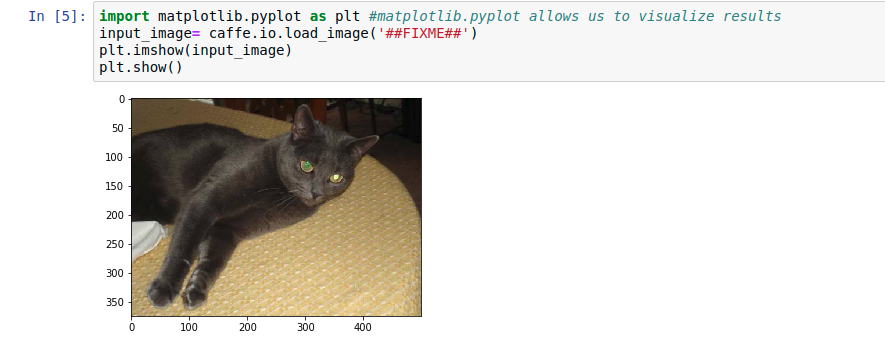 In [5]: import matplotlib.pyplot as plt #matplotlib.pyplot allows us to visualize results
input_image= caffe.io.load_image('##FIXME##')
plt.imshow(input_image)
plt.show()
0
50
100
150
200
250
300
350
0 100 200 300 400